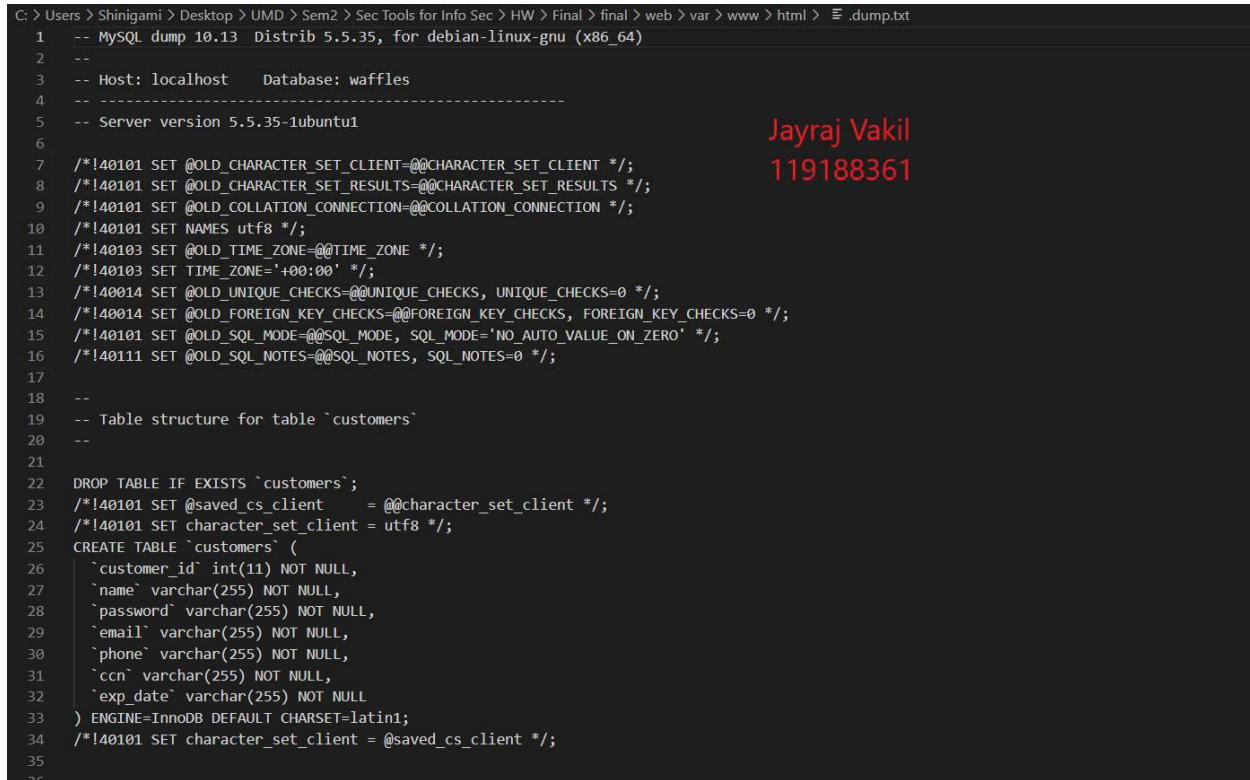 C: > Users > Shinigami > Desktop > UMD > Sem2 > Sec Tools for Info Sec > HW > Final > final > web > var > www > html > .dump.txt
1 -- MySQL dump 10.13  Distrib 5.5.35, for debian-linux-gnu (x86_64)
2 --
3 -- Host: localhost    Database: waffles
4 -- ------------------------------------------------------
5 -- Server version 5.5.35-1ubuntu1
Jayraj Vakil
119188361
6
7 /*!40101 SET @OLD_CHARACTER_SET_CLIENT=@@CHARACTER_SET_CLIENT */;
8 /*!40101 SET @OLD_CHARACTER_SET_RESULTS=@@CHARACTER_SET_RESULTS */;
9 /*!40101 SET @OLD_COLLATION_CONNECTION=@@COLLATION_CONNECTION */;
10 /*!40101 SET NAMES utf8 */;
11 /*!40103 SET @OLD_TIME_ZONE=@@TIME_ZONE */;
12 /*!40103 SET TIME_ZONE='+00:00' */;
13 /*!40014 SET @OLD_UNIQUE_CHECKS=@@UNIQUE_CHECKS, UNIQUE_CHECKS=0 */;
14 /*!40014 SET @OLD_FOREIGN_KEY_CHECKS=@@FOREIGN_KEY_CHECKS, FOREIGN_KEY_CHECKS=0 */;
15 /*!40101 SET @OLD_SQL_MODE=@@SQL_MODE, SQL_MODE='NO_AUTO_VALUE_ON_ZERO' */;
16 /*!40111 SET @OLD_SQL_NOTES=@@SQL_NOTES, SQL_NOTES=0 */;
17
18 --
19 -- Table structure for table `customers`
20 --
21
22 DROP TABLE IF EXISTS `customers`;
23 /*!40101 SET @saved_cs_client     = @@character_set_client */;
24 /*!40101 SET character_set_client = utf8 */;
25 CREATE TABLE `customers` (
26   `customer_id` int(11) NOT NULL,
27   `name` varchar(255) NOT NULL,
28   `password` varchar(255) NOT NULL,
29   `email` varchar(255) NOT NULL,
30   `phone` varchar(255) NOT NULL,
31   `ccn` varchar(255) NOT NULL,
32   `exp_date` varchar(255) NOT NULL
33 ) ENGINE=InnoDB DEFAULT CHARSET=latin1;
34 /*!40101 SET character_set_client = @saved_cs_client */;
35